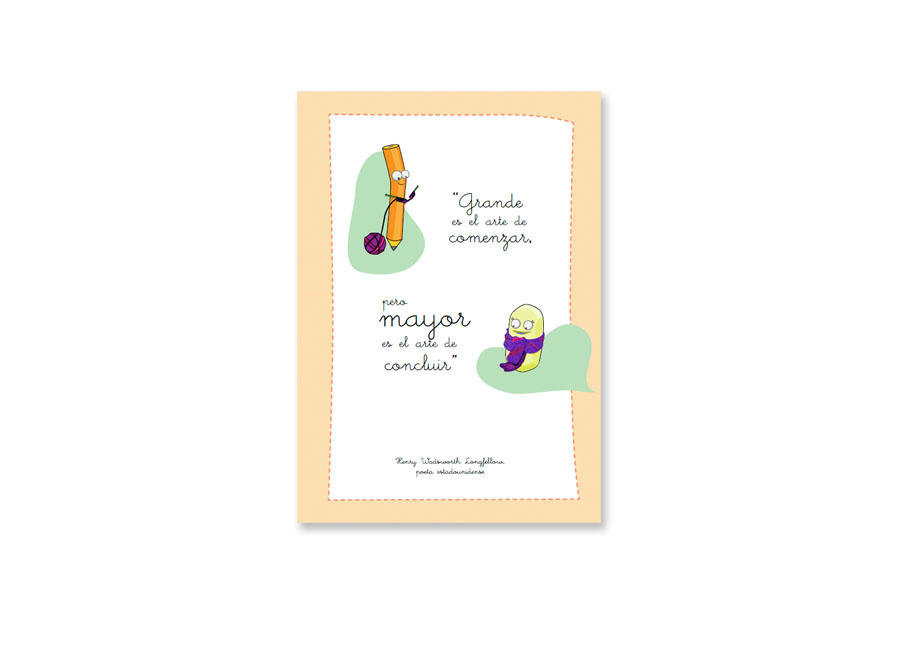 “Grande
es el arte de
comenzar,
pero
mayor
es el arte de
concluir”
Henry Wadsworth Longfellow.
poeta estadounidense